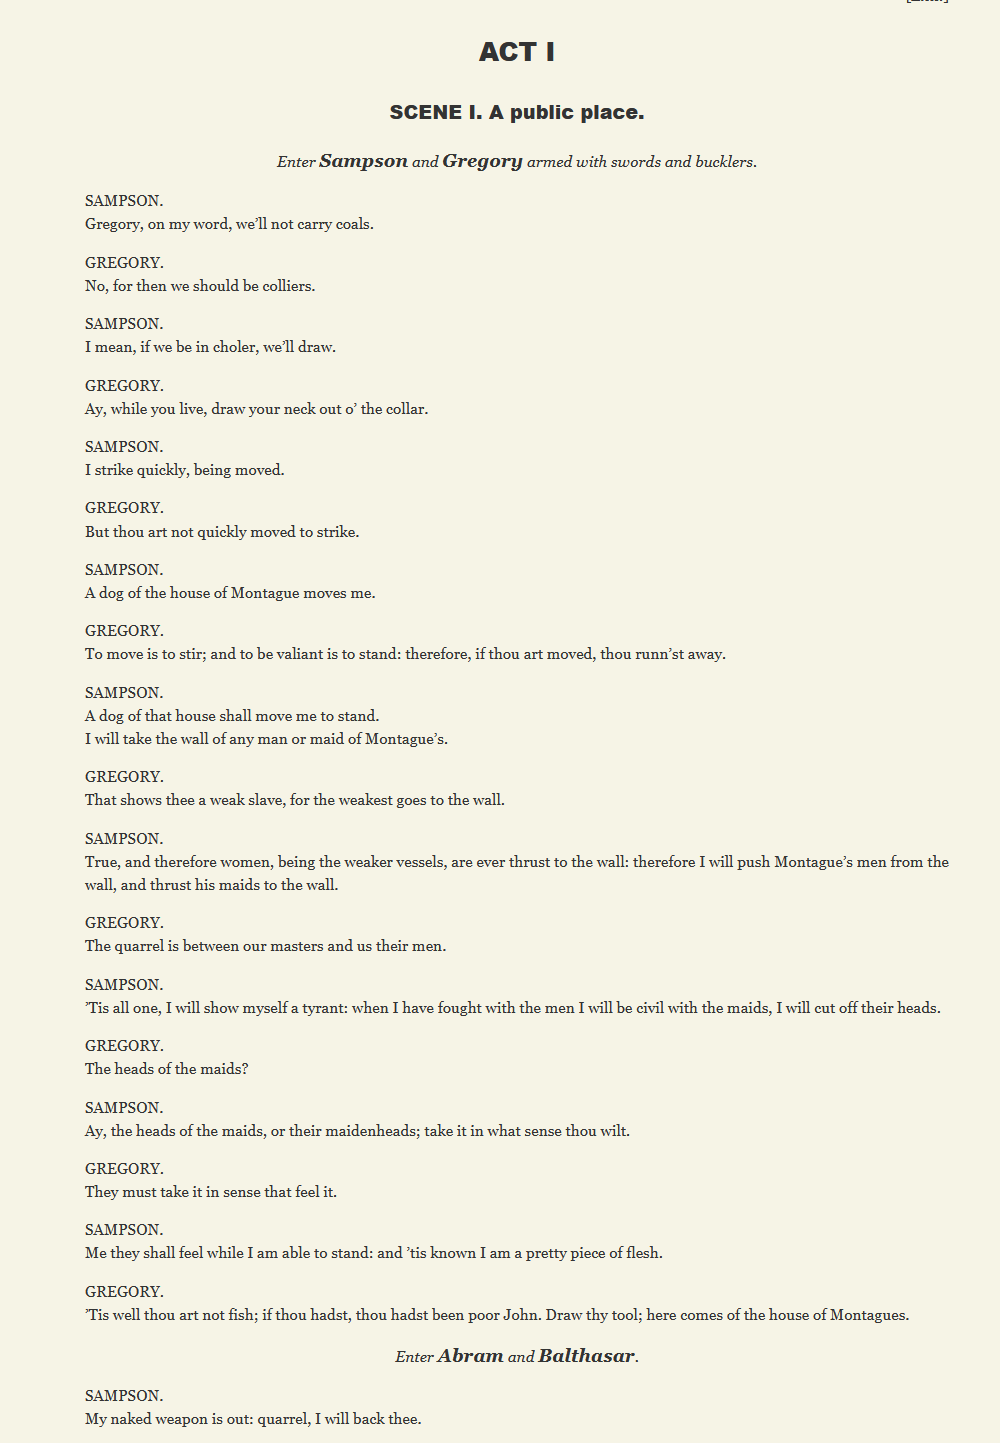 ACT I
SCENE I. A public place.
Enter Sampson and Gregory armed with swords and bucklers.
SAMPSON.
Gregory, on my word, we’ll not carry coals.
GREGORY.
No, for then we should be colliers.
SAMPSON.
I mean, if we be in choler, we’ll draw.
GREGORY.
Ay, while you live, draw your neck out o’ the collar.
SAMPSON.
I strike quickly, being moved.
GREGORY.
But thou art not quickly moved to strike.
SAMPSON.
A dog of the house of Montague moves me.
GREGORY.
To move is to stir; and to be valiant is to stand: therefore, if thou art moved, thou runn’st away.
SAMPSON.
A dog of that house shall move me to stand.
I will take the wall of any man or maid of Montague’s.
GREGORY.
That shows thee a weak slave, for the weakest goes to the wall.
SAMPSON.
True, and therefore women, being the weaker vessels, are ever thrust to the wall: therefore I will push Montague’s men from the
wall, and thrust his maids to the wall.
GREGORY.
The quarrel is between our masters and us their men.
SAMPSON.
’Tis all one, I will show myself a tyrant: when I have fought with the men I will be civil with the maids, I will cut off their heads.
GREGORY.
The heads of the maids?
SAMPSON.
Ay, the heads of the maids, or their maidenheads; take it in what sense thou wilt.
GREGORY.
They must take it in sense that feel it.
SAMPSON.
Me they shall feel while I am able to stand: and ’tis known I am a pretty piece of flesh.
GREGORY.
’Tis well thou art not fish; if thou hadst, thou hadst been poor John. Draw thy tool; here comes of the house of Montagues.
Enter Abram and Balthasar.
SAMPSON.
My naked weapon is out: quarrel, I will back thee.